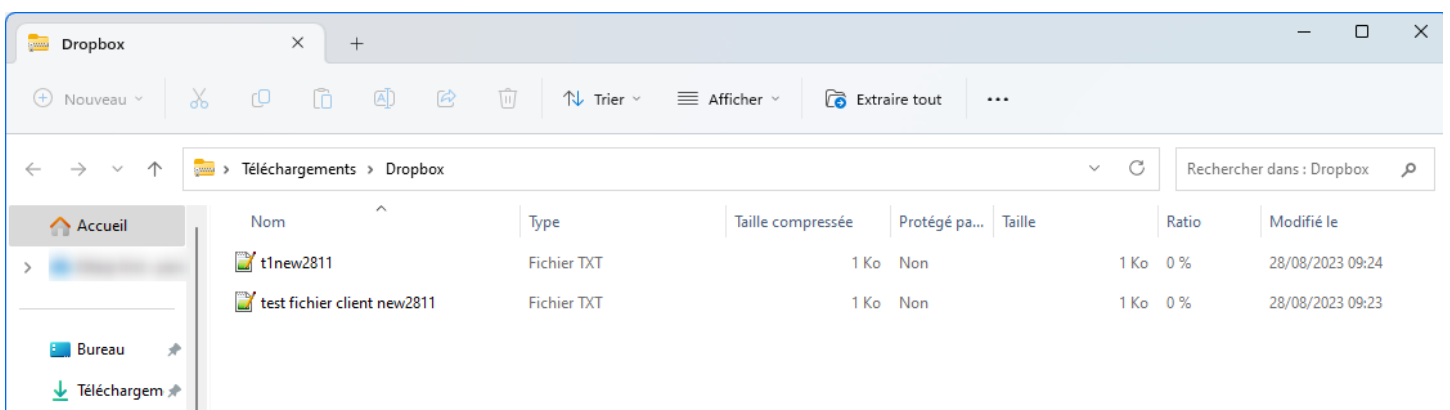 Dropbox
Nouveau
Trier
Afficher
Extraire tout
Téléchargements > Dropbox
Rechercher dans : Dropbox
Accueil
Nom Type Taille compressée Protégé pa... Taille Ratio Modifié le
t1new2811 Fichier TXT 1 Ko Non 1 Ko 0 % 28/08/2023 09:24
test fichier client new2811 Fichier TXT 1 Ko Non 1 Ko 0 % 28/08/2023 09:23
Bureau
Téléchargem